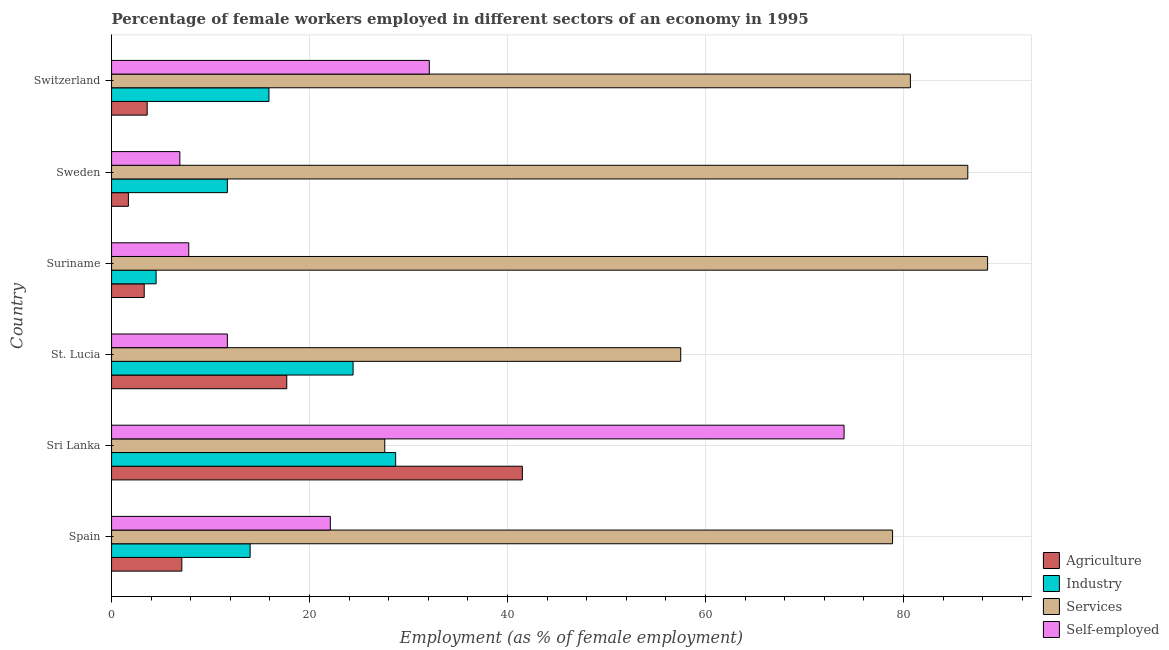 Percentage of female workers employed in different sectors of an economy in 1995
Country
Switzerland
Sweden
Suriname
St. Lucia
Sri Lanka
Spain
0
20
40
60
80
Employment (as % of female employment)
Agriculture
Industry
Services
Self-employed